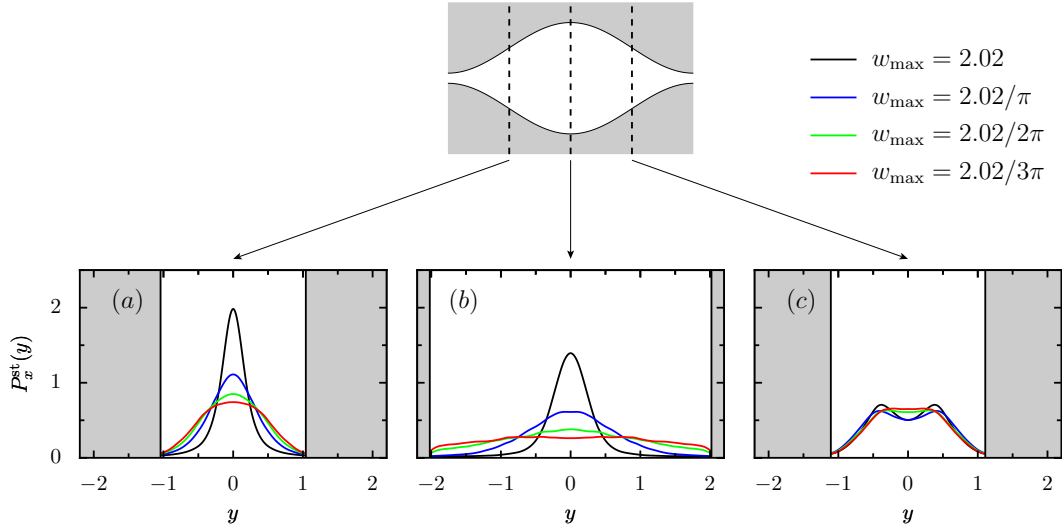 w_max = 2.02
w_max = 2.02/π
w_max = 2.02/2π
w_max = 2.02/3π
(a)
(b)
(c)
P_x^st(y)
2
1
0
−2 −1 0 1 2
−2 −1 0 1 2
−2 −1 0 1 2
y
y
y